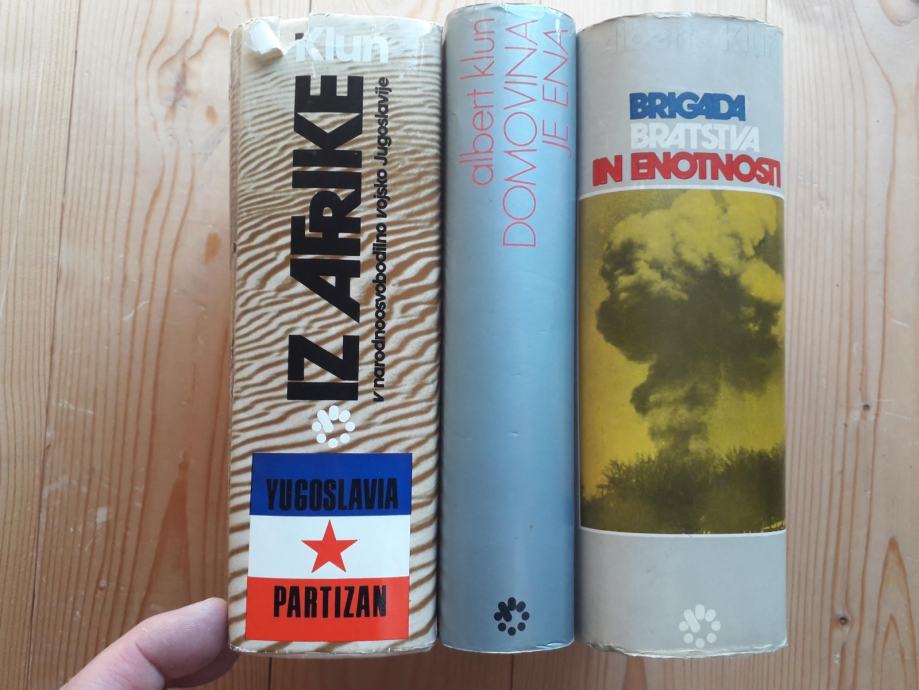 Klun
IZ AFRIKE
v narodnoosvobodilno vojsko Jugoslavije
YUGOSLAVIA
PARTIZAN
albert klun
DOMOVINA
JE ENA
albert klun
BRIGADA
BRATSTVA
IN ENOTNOSTI